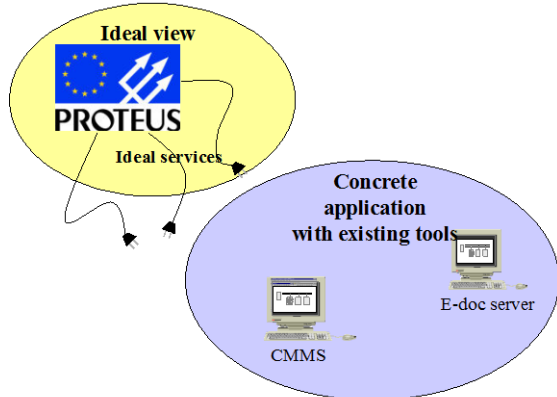 Ideal view
PROTEUS
Ideal services
Concrete
application
with existing tools
E-doc server
CMMS